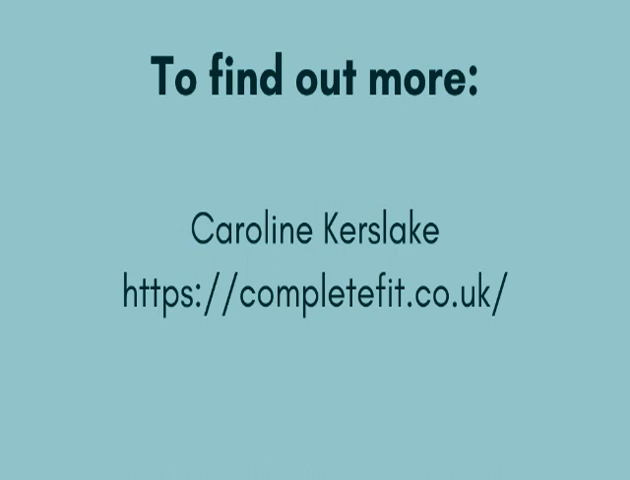 To find out more:
Caroline Kerslake
https://completefit.co.uk/